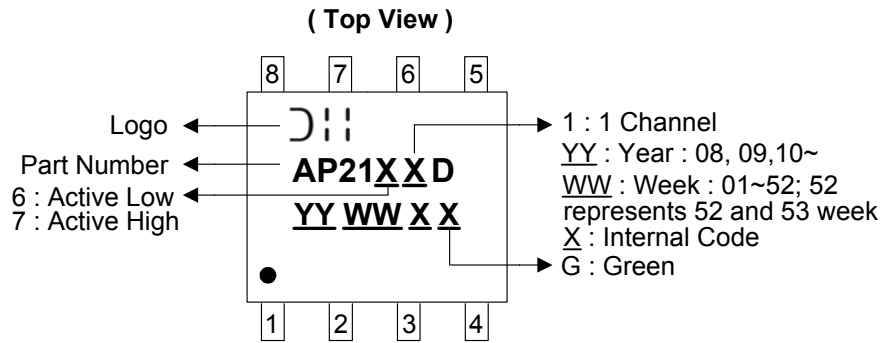 ( Top View )
8 7 6 5
Logo
Part Number
6 : Active Low
7 : Active High
AP21XXD
YY WW X X
1 : 1 Channel
YY : Year : 08, 09,10~
WW : Week : 01~52; 52
represents 52 and 53 week
X : Internal Code
G : Green
1 2 3 4